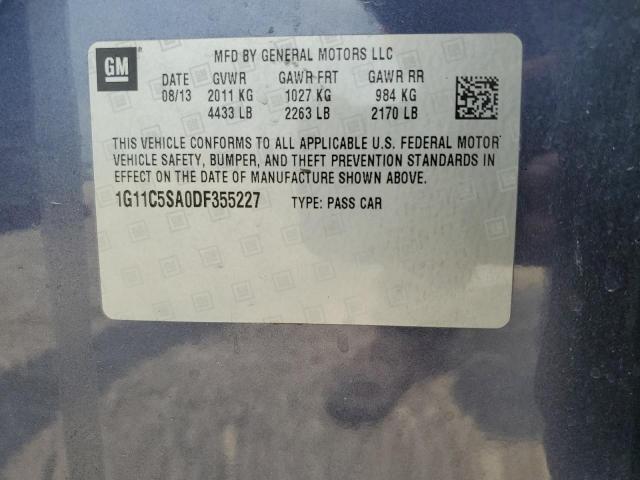 GM
MFD BY GENERAL MOTORS LLC
DATE GVWR GAWR FRT GAWR RR
08/13 2011 KG 1027 KG 984 KG
4433 LB 2263 LB 2170 LB
THIS VEHICLE CONFORMS TO ALL APPLICABLE U.S. FEDERAL MOTOR
VEHICLE SAFETY, BUMPER, AND THEFT PREVENTION STANDARDS IN
EFFECT ON THE DATE OF MANUFACTURE SHOWN ABOVE.
1G11C5SA0DF355227 TYPE: PASS CAR